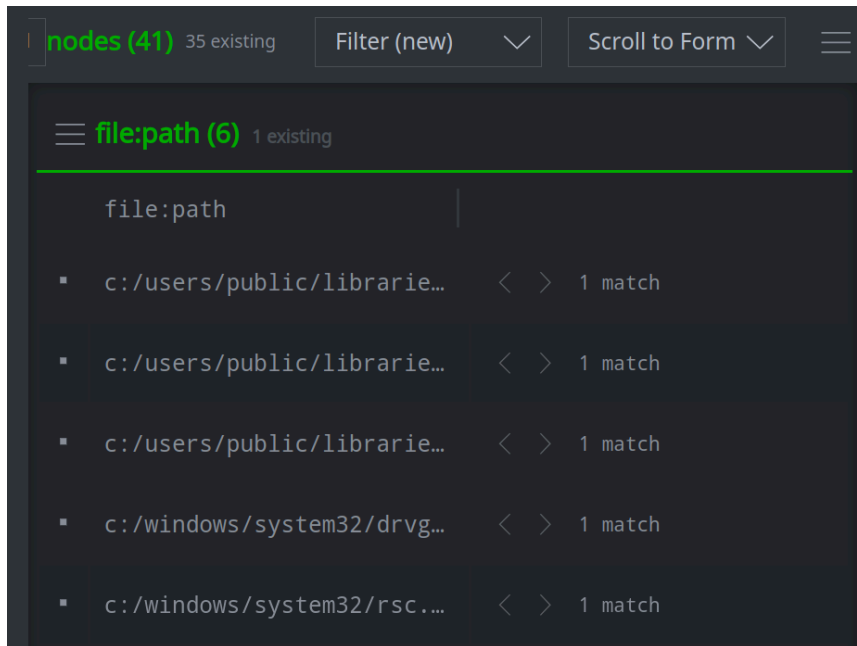 nodes (41) 35 existing Filter (new) Scroll to Form
file:path (6) 1 existing
file:path
c:/users/public/librarie… 1 match
c:/users/public/librarie… 1 match
c:/users/public/librarie… 1 match
c:/windows/system32/drvg… 1 match
c:/windows/system32/rsc.… 1 match